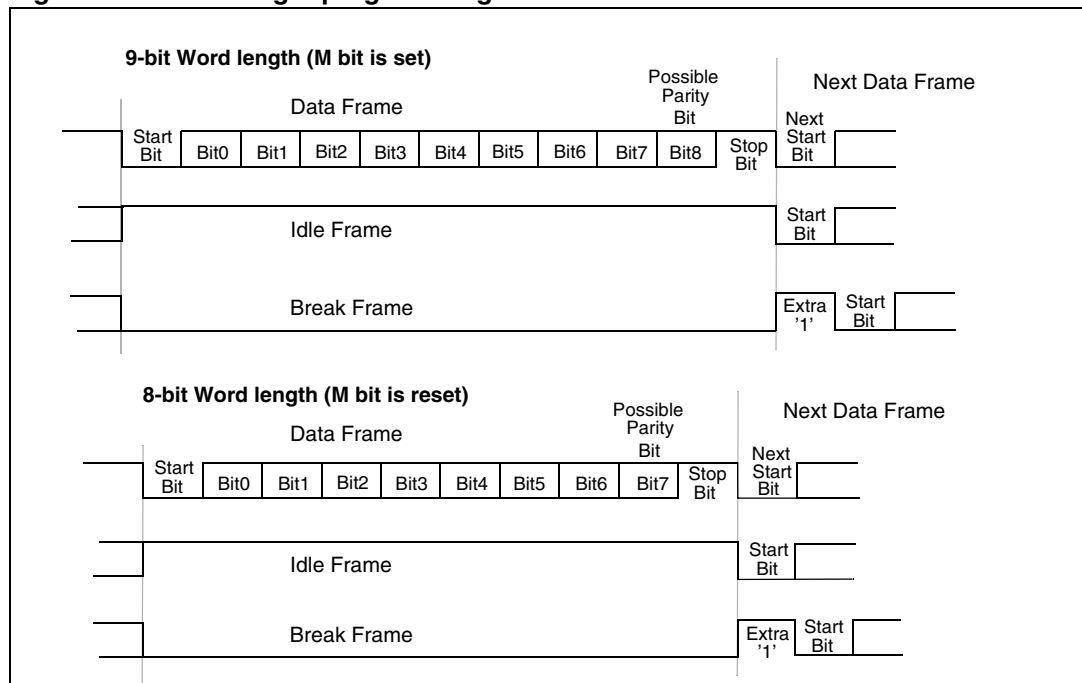 9-bit Word length (M bit is set)
Possible
Parity
Bit
Next Data Frame
Data Frame
Start
Bit
Bit0
Bit1
Bit2
Bit3
Bit4
Bit5
Bit6
Bit7
Bit8
Stop
Bit
Next
Start
Bit
Idle Frame
Start
Bit
Break Frame
Extra
'1'
Start
Bit
8-bit Word length (M bit is reset)
Possible
Parity
Bit
Next Data Frame
Data Frame
Start
Bit
Bit0
Bit1
Bit2
Bit3
Bit4
Bit5
Bit6
Bit7
Stop
Bit
Next
Start
Bit
Idle Frame
Start
Bit
Break Frame
Extra
'1'
Start
Bit